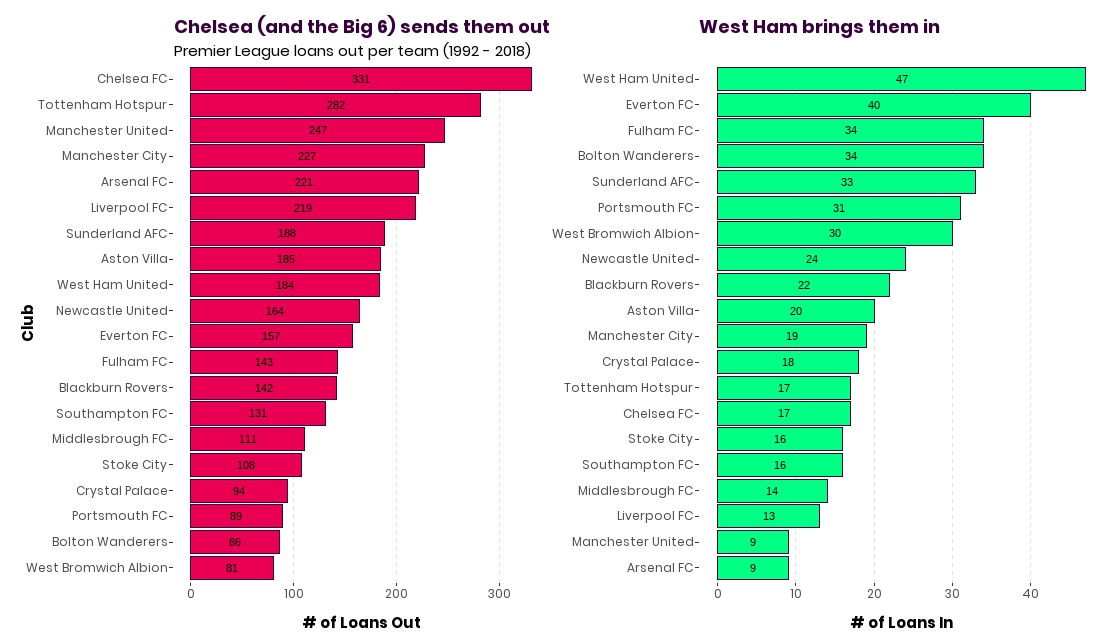 Chelsea (and the Big 6) sends them out
Premier League loans out per team (1992 - 2018)
Club
Chelsea FC 331
Tottenham Hotspur 282
Manchester United 247
Manchester City 227
Arsenal FC 221
Liverpool FC 219
Sunderland AFC 188
Aston Villa 185
West Ham United 184
Newcastle United 164
Everton FC 157
Fulham FC 143
Blackburn Rovers 142
Southampton FC 131
Middlesbrough FC 111
Stoke City 108
Crystal Palace 94
Portsmouth FC 89
Bolton Wanderers 86
West Bromwich Albion 81
0 100 200 300
# of Loans Out
West Ham brings them in
West Ham United 47
Everton FC 40
Fulham FC 34
Bolton Wanderers 34
Sunderland AFC 33
Portsmouth FC 31
West Bromwich Albion 30
Newcastle United 24
Blackburn Rovers 22
Aston Villa 20
Manchester City 19
Crystal Palace 18
Tottenham Hotspur 17
Chelsea FC 17
Stoke City 16
Southampton FC 16
Middlesbrough FC 14
Liverpool FC 13
Manchester United 9
Arsenal FC 9
0 10 20 30 40
# of Loans In